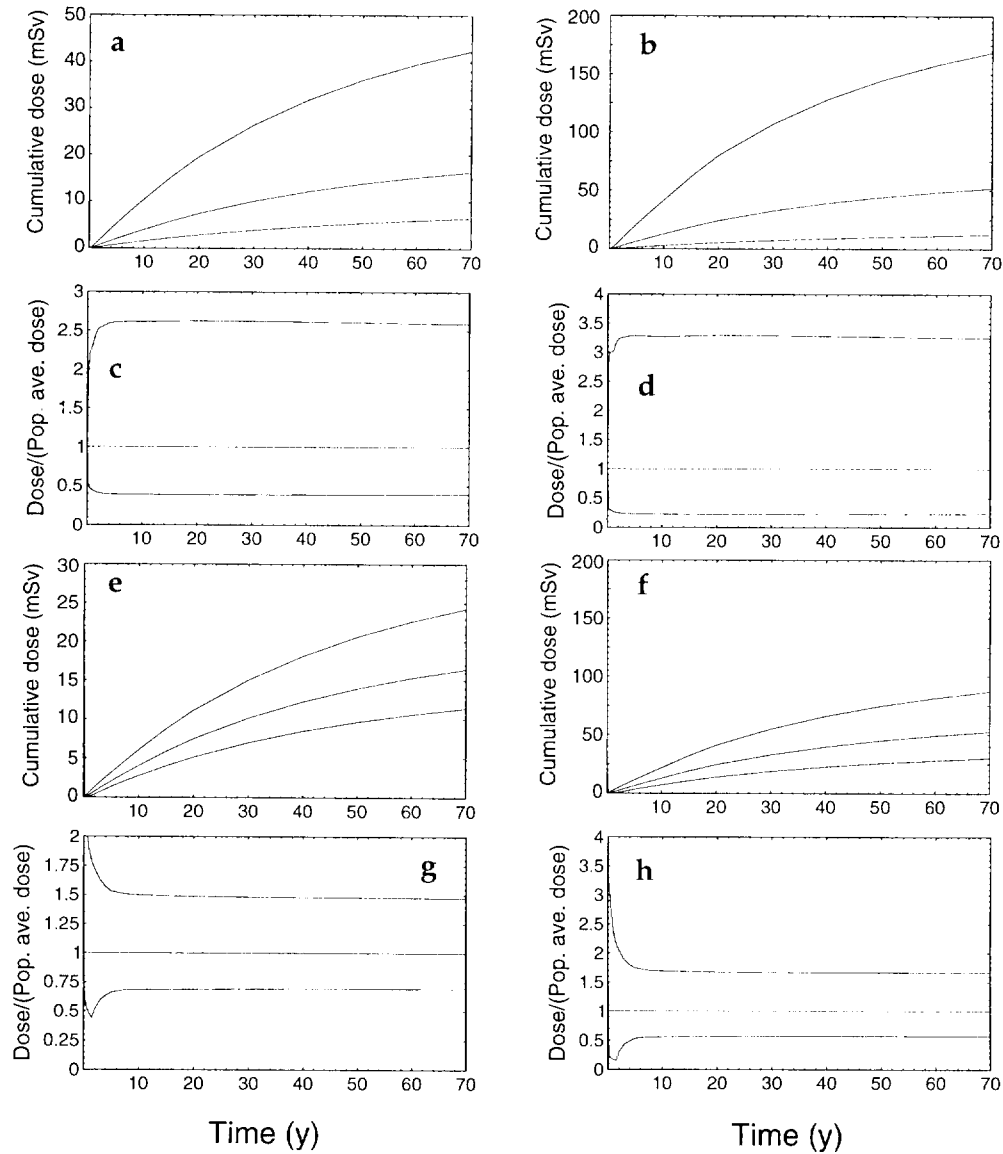 a
Cumulative dose (mSv)
50
40
30
20
10
0
10 20 30 40 50 60 70
b
Cumulative dose (mSv)
200
150
100
50
0
10 20 30 40 50 60 70
c
Dose/(Pop. ave. dose)
3
2.5
2
1.5
1
0.5
0
10 20 30 40 50 60 70
d
Dose/(Pop. ave. dose)
4
3.5
3
2.5
2
1.5
1
0.5
0
10 20 30 40 50 60 70
e
Cumulative dose (mSv)
30
25
20
15
10
5
0
10 20 30 40 50 60 70
f
Cumulative dose (mSv)
200
150
100
50
0
10 20 30 40 50 60 70
g
Dose/(Pop. ave. dose)
2
1.75
1.5
1.25
1
0.75
0.5
0.25
0
10 20 30 40 50 60 70
Time (y)
h
Dose/(Pop. ave. dose)
4
3.5
3
2.5
2
1.5
1
0.5
0
10 20 30 40 50 60 70
Time (y)